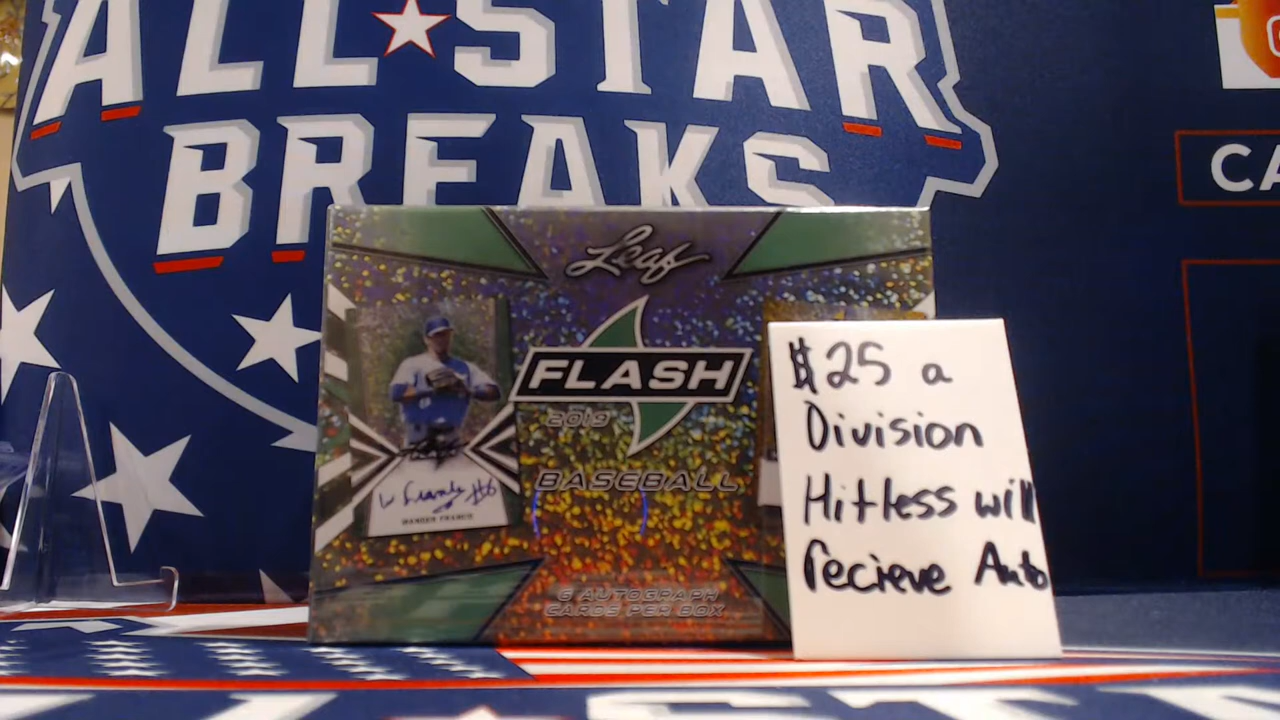 ALL★STAR
BREAKS
CA
Leaf
FLASH
2019
BASEBALL
WANDER FRANCO
6 AUTOGRAPH
CARDS PER BOX
$25 a
Division
Hitless will
recieve Auto